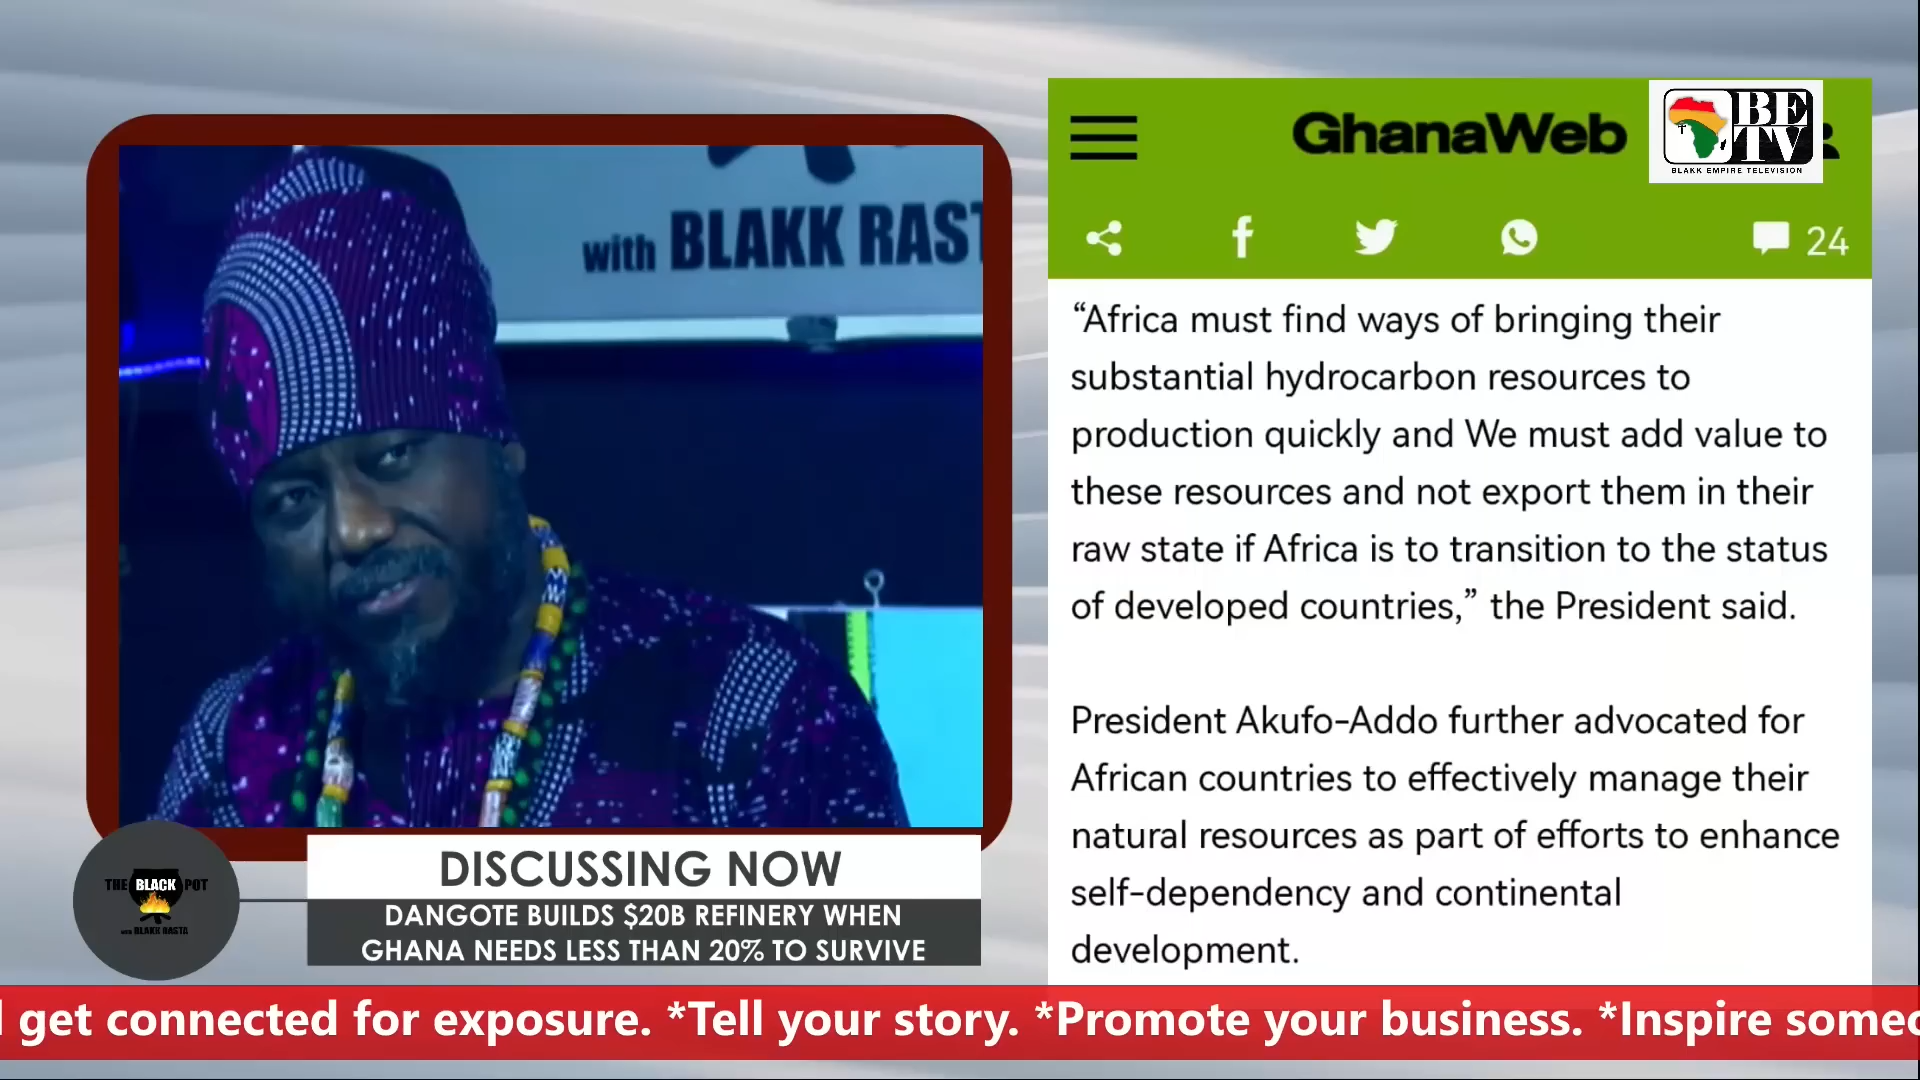 with BLAKK RAST
THE BLACK POT
with BLAKK RASTA
DISCUSSING NOW
DANGOTE BUILDS $20B REFINERY WHEN
GHANA NEEDS LESS THAN 20% TO SURVIVE
GhanaWeb
BE
TV
BLAKK EMPIRE TELEVISION
24
“Africa must find ways of bringing their
substantial hydrocarbon resources to
production quickly and We must add value to
these resources and not export them in their
raw state if Africa is to transition to the status
of developed countries,” the President said.
President Akufo-Addo further advocated for
African countries to effectively manage their
natural resources as part of efforts to enhance
self-dependency and continental
development.
get connected for exposure. *Tell your story. *Promote your business. *Inspire someo